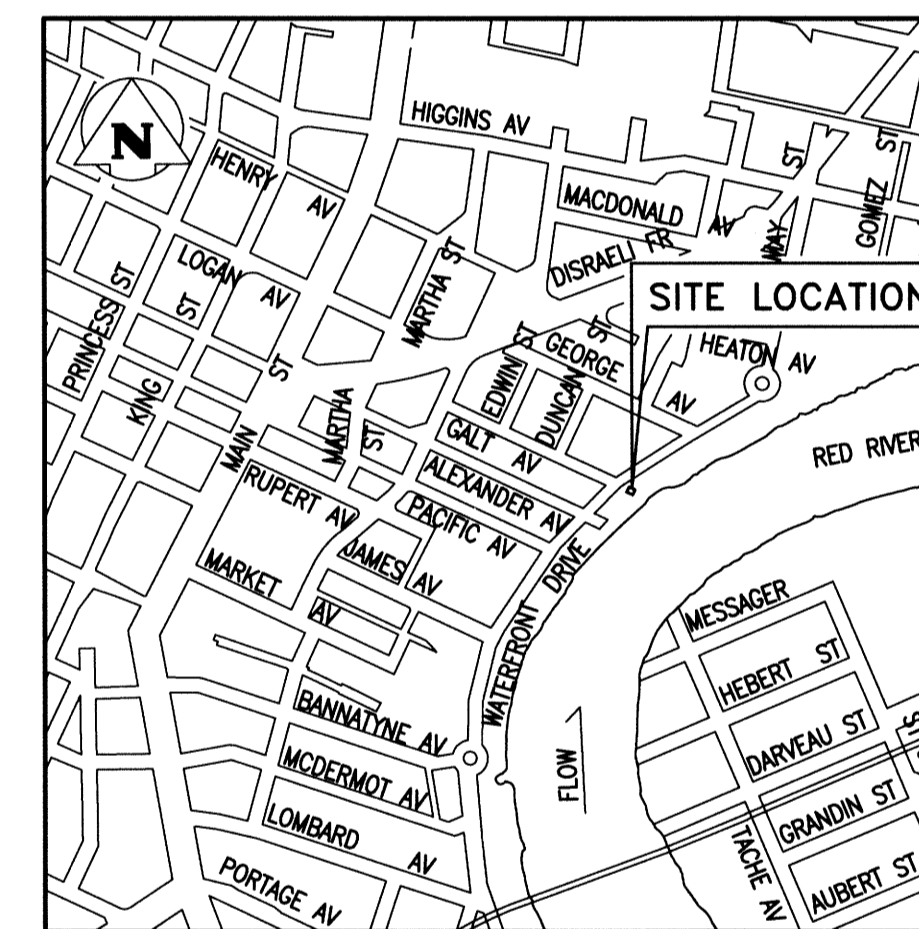 N
HIGGINS AV
HENRY
AV
MACDONALD
AV
ST
GOMEZ ST
DISRAELI FR
LOGAN
AV
MARTHA ST
SITE LOCATION
PRINCESS ST
KING
ST
MAIN
ST
MARTHA
ST
EDWIN ST
GEORGE
AV
DUNCAN
ST
HEATON AV
GALT AV
ALEXANDER AV
PACIFIC AV
RUPERT AV
JAMES AV
MARKET
AV
RED RIVER
WATERFRONT DRIVE
MESSAGER
HEBERT ST
DARVEAU ST
GRANDIN ST
AUBERT ST
TACHE AV
FLOW
BANNATYNE AV
MCDERMOT AV
LOMBARD
AV
PORTAGE AV